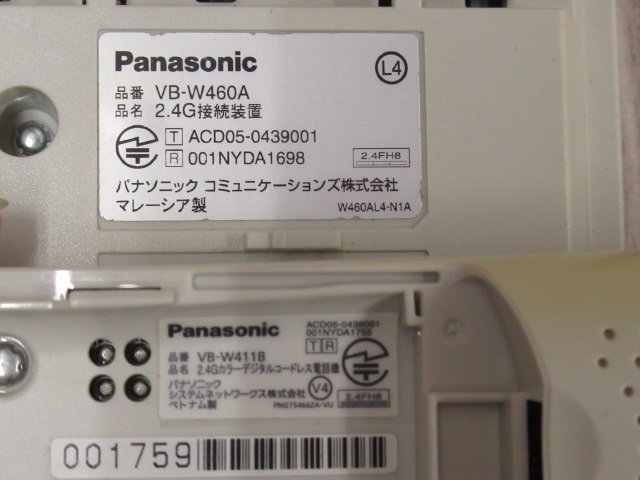 Panasonic
L4
品番 VB-W460A
品名 2.4G接続装置
T ACD05-0439001
R 001NYDA1698
2.4FH8
パナソニック コミュニケーションズ株式会社
マレーシア製
W460AL4-N1A
Panasonic
ACD05-0439001
001NYDA1755
T R
品番 VB-W411B
品名 2.4Gカラーデジタルコードレス電話機
パナソニック
システムネットワークス株式会社
V4
2.4FH8
ベトナム製
PNGT5466ZA-VU
001759